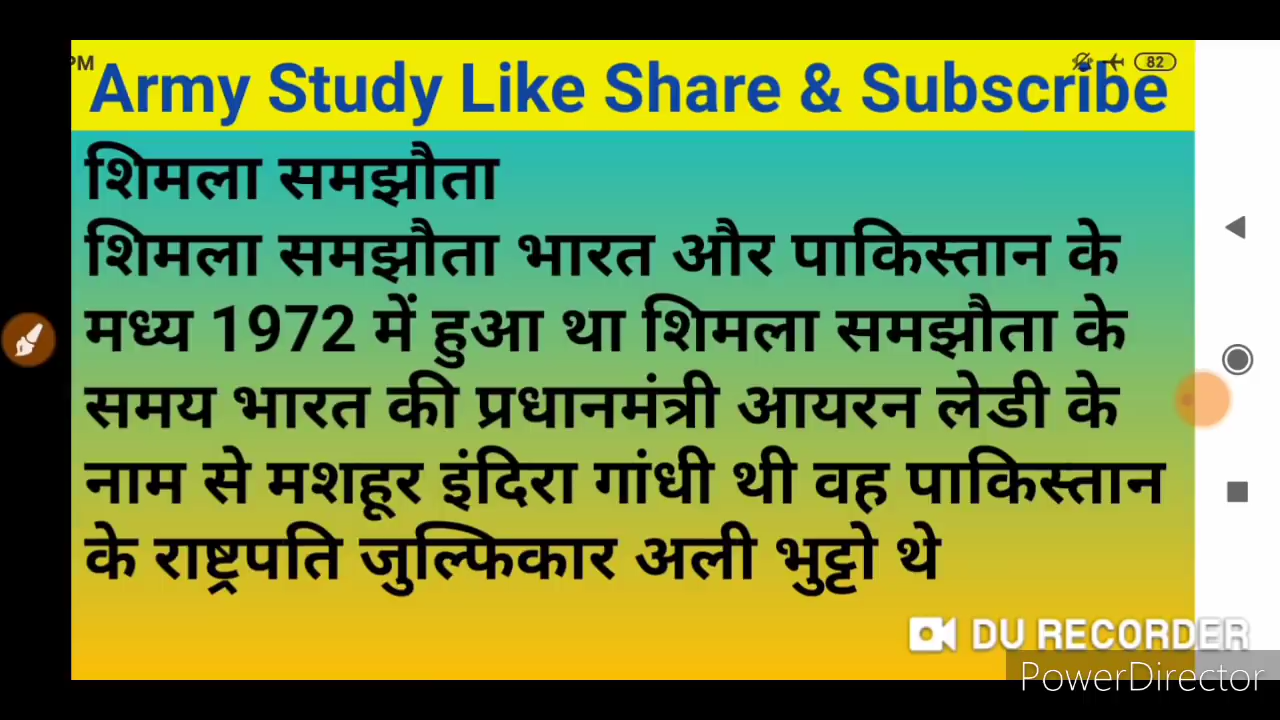 PM
82
Army Study Like Share & Subscribe
शिमला समझौता
शिमला समझौता भारत और पाकिस्तान के
मध्य 1972 में हुआ था शिमला समझौता के
समय भारत की प्रधानमंत्री आयरन लेडी के
नाम से मशहूर इंदिरा गांधी थी वह पाकिस्तान
के राष्ट्रपति जुल्फिकार अली भुट्टो थे
DU RECORDER
PowerDirector